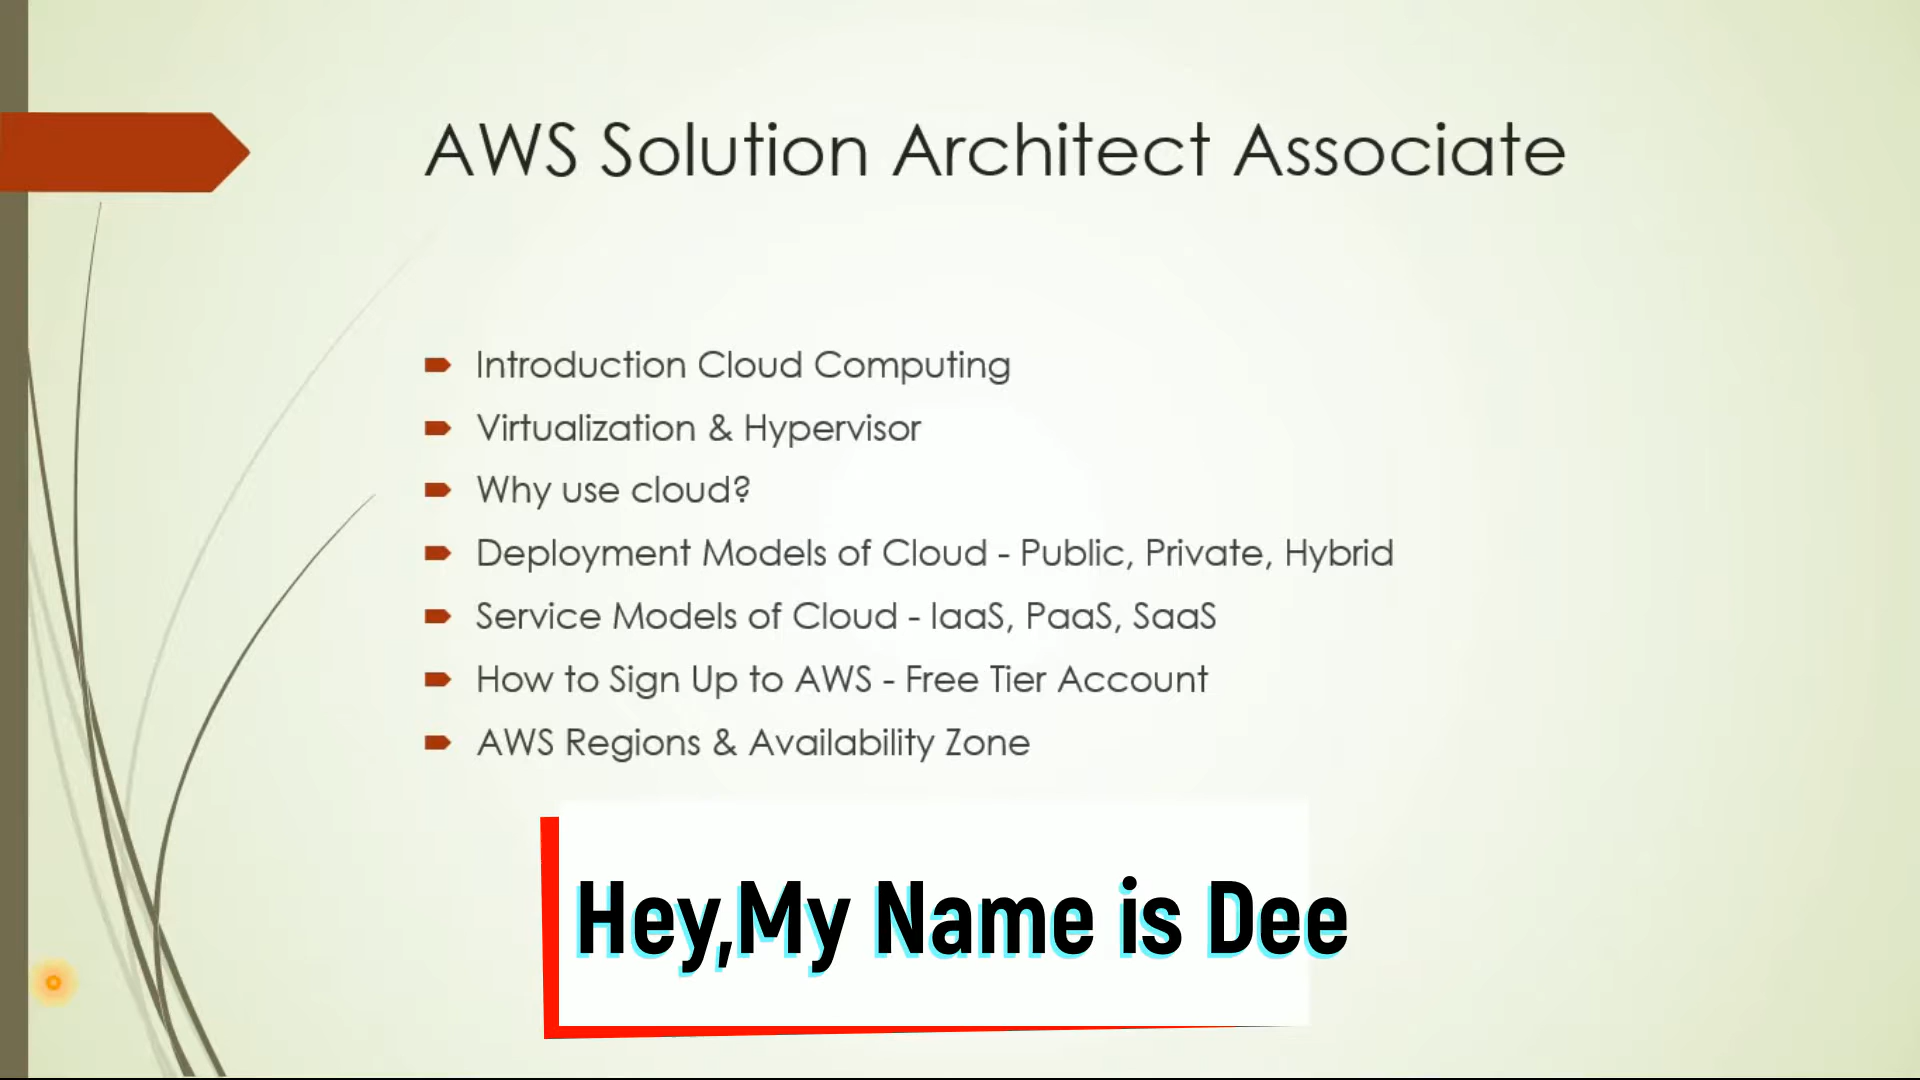 AWS Solution Architect Associate
Introduction Cloud Computing
Virtualization & Hypervisor
Why use cloud?
Deployment Models of Cloud - Public, Private, Hybrid
Service Models of Cloud - IaaS, PaaS, SaaS
How to Sign Up to AWS - Free Tier Account
AWS Regions & Availability Zone
Hey,My Name is Dee